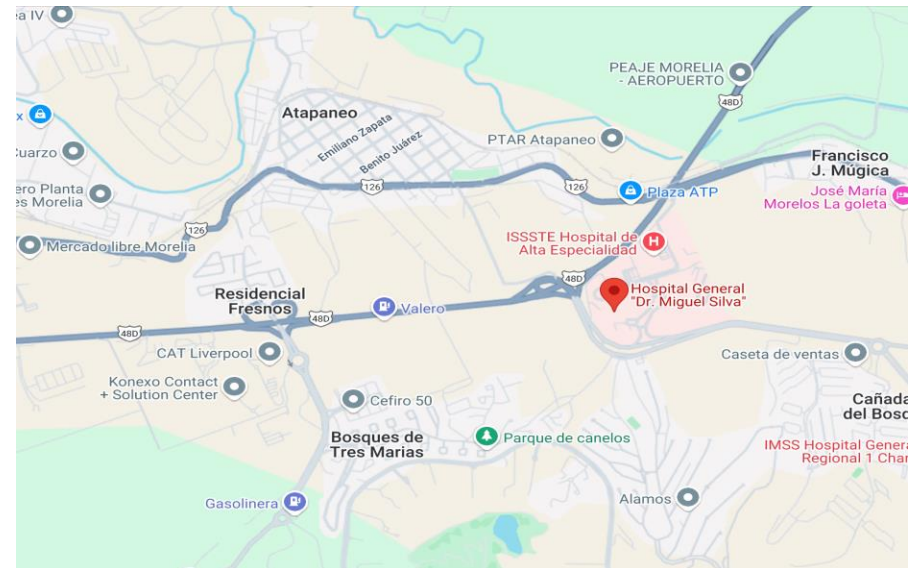 ea IV
PEAJE MORELIA
- AEROPUERTO
48D
Atapaneo
Emiliano Zapata
Benito Juárez
PTAR Atapaneo
x
Cuarzo
Francisco
J. Múgica
126
126
Plaza ATP
José María
Morelos La goleta
ero Planta
es Morelia
126
ISSSTE Hospital de
Alta Especialidad
H
Mercado libre Morelia
48D
Residencial
Fresnos
Hospital General
"Dr. Miguel Silva"
Valero
48D
48D
CAT Liverpool
Caseta de ventas
Konexo Contact
+ Solution Center
Cefiro 50
Cañada
del Bosq
Bosques de
Tres Marias
Parque de canelos
IMSS Hospital Genera
Regional 1 Char
Gasolinera
Alamos